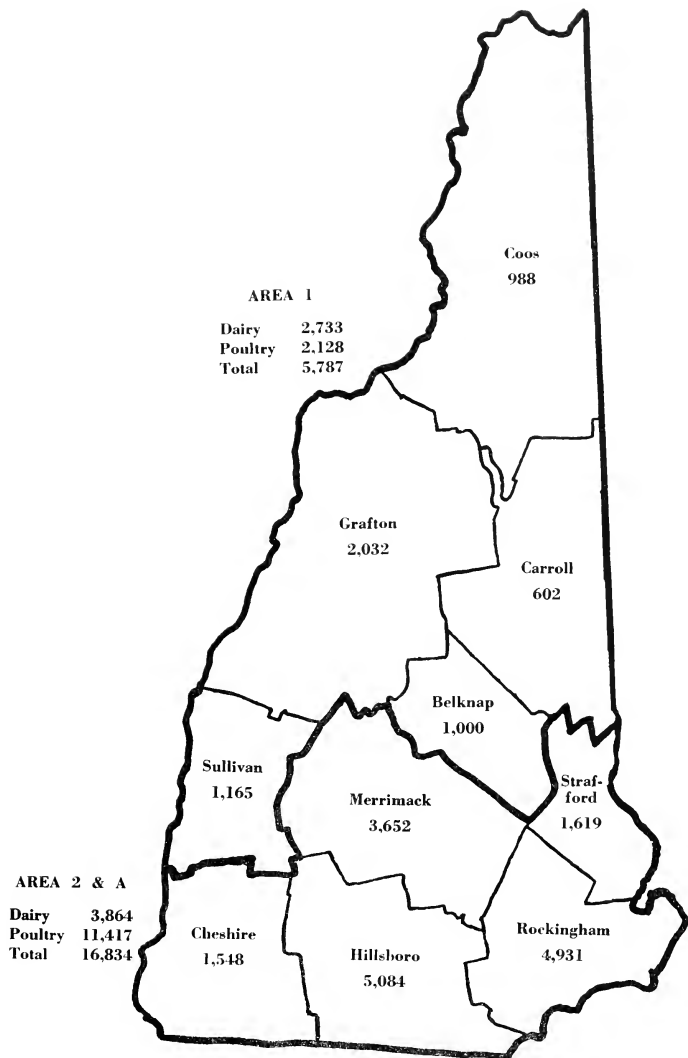 Coos
988
AREA 1
Dairy 2,733
Poultry 2,128
Total 5,787
Grafton
2,032
Carroll
602
Belknap
1,000
Sullivan
1,165
Merrimack
3,652
Straf-
ford
1,619
AREA 2 & A
Dairy 3,864
Poultry 11,417
Total 16,834
Cheshire
1,548
Hillsboro
5,084
Rockingham
4,931